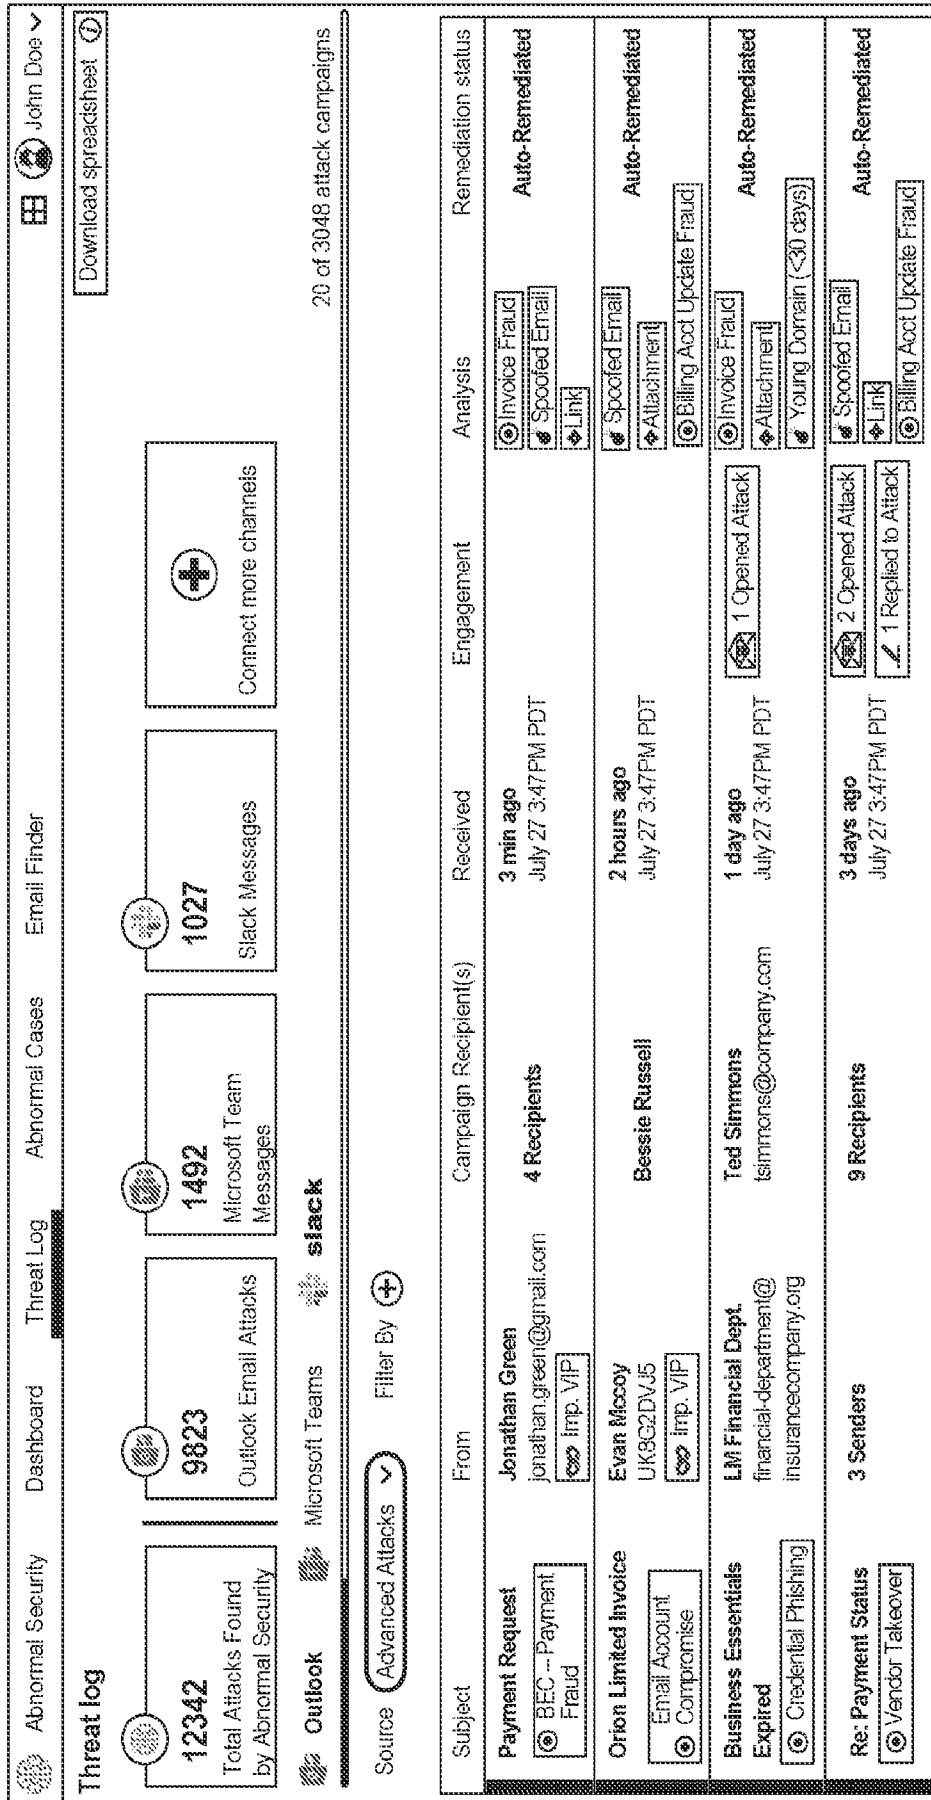 Abnormal Security
Dashboard
Threat Log
Abnormal Cases
Email Finder
John Doe
Threat log
Download spreadsheet
12342
Total Attacks Found
by Abnormal Security
9823
Outlook Email Attacks
1492
Microsoft Team
Messages
1027
Slack Messages
Connect more channels
Outlook
Microsoft Teams
slack
20 of 3048 attack campaigns
Source
Advanced Attacks
Filter By
Subject
From
Campaign Recipient(s)
Received
Engagement
Analysis
Remediation status
Payment Request
BEC – Payment
Fraud
Jonathan Green
jonathan.green@gmail.com
Imp. VIP
4 Recipients
3 min ago
July 27 3:47PM PDT
Invoice Fraud
Spoofed Email
Link
Auto-Remediated
Orion Limited Invoice
Email Account
Compromise
Evan Mccoy
UK8G2DVJ5
Imp. VIP
Bessie Russell
2 hours ago
July 27 3:47PM PDT
Spoofed Email
Attachment
Billing Acct Update Fraud
Auto-Remediated
Business Essentials
Expired
Credential Phishing
LM Financial Dept.
financial-department@
insurancecompany.org
Ted Simmons
tsimmons@company.com
1 day ago
July 27 3:47PM PDT
1 Opened Attack
Invoice Fraud
Attachment
Young Domain (<30 days)
Auto-Remediated
Re: Payment Status
Vendor Takeover
3 Senders
9 Recipients
3 days ago
July 27 3:47PM PDT
2 Opened Attack
1 Replied to Attack
Spoofed Email
Link
Billing Acct Update Fraud
Auto-Remediated